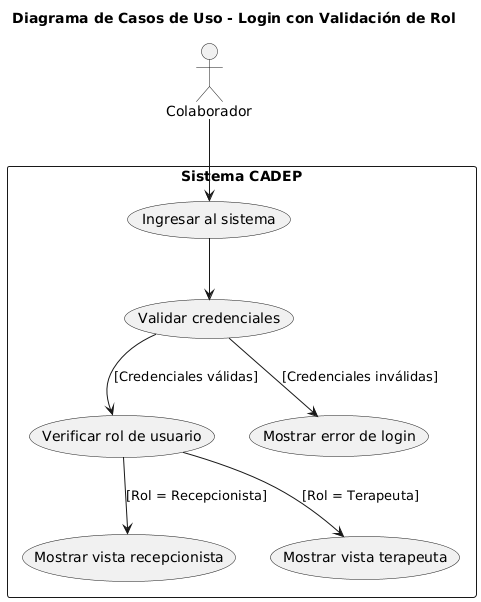 Diagrama de Casos de Uso - Login con Validación de Rol
Colaborador
Sistema CADEP
Ingresar al sistema
Validar credenciales
[Credenciales válidas]
[Credenciales inválidas]
Verificar rol de usuario
Mostrar error de login
[Rol = Recepcionista]
[Rol = Terapeuta]
Mostrar vista recepcionista
Mostrar vista terapeuta